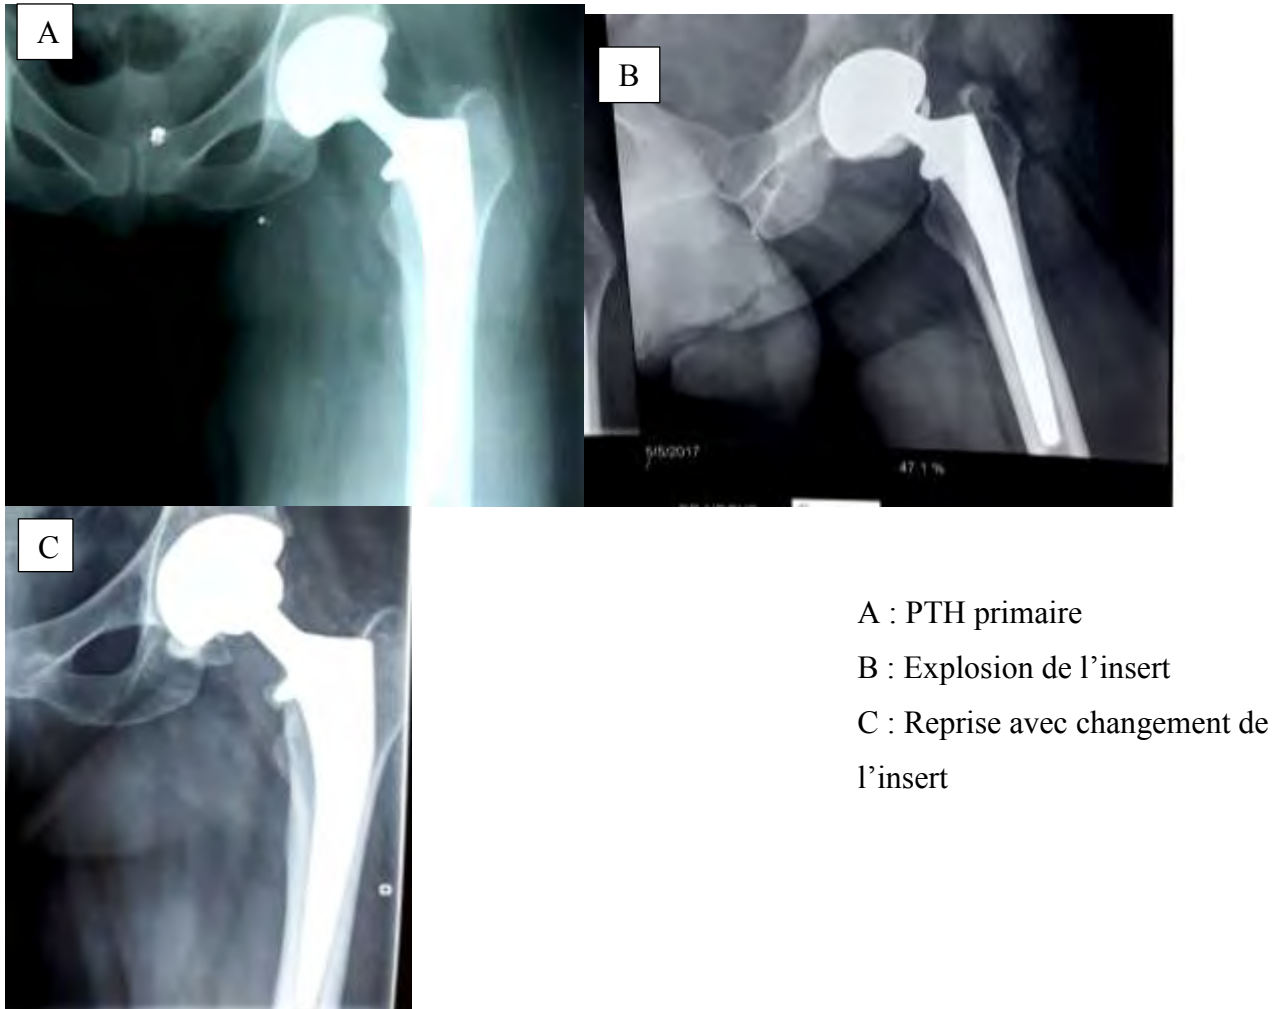 A
B
5/5/2017
47.1 %
C
A : PTH primaire
B : Explosion de l’insert
C : Reprise avec changement de
l’insert